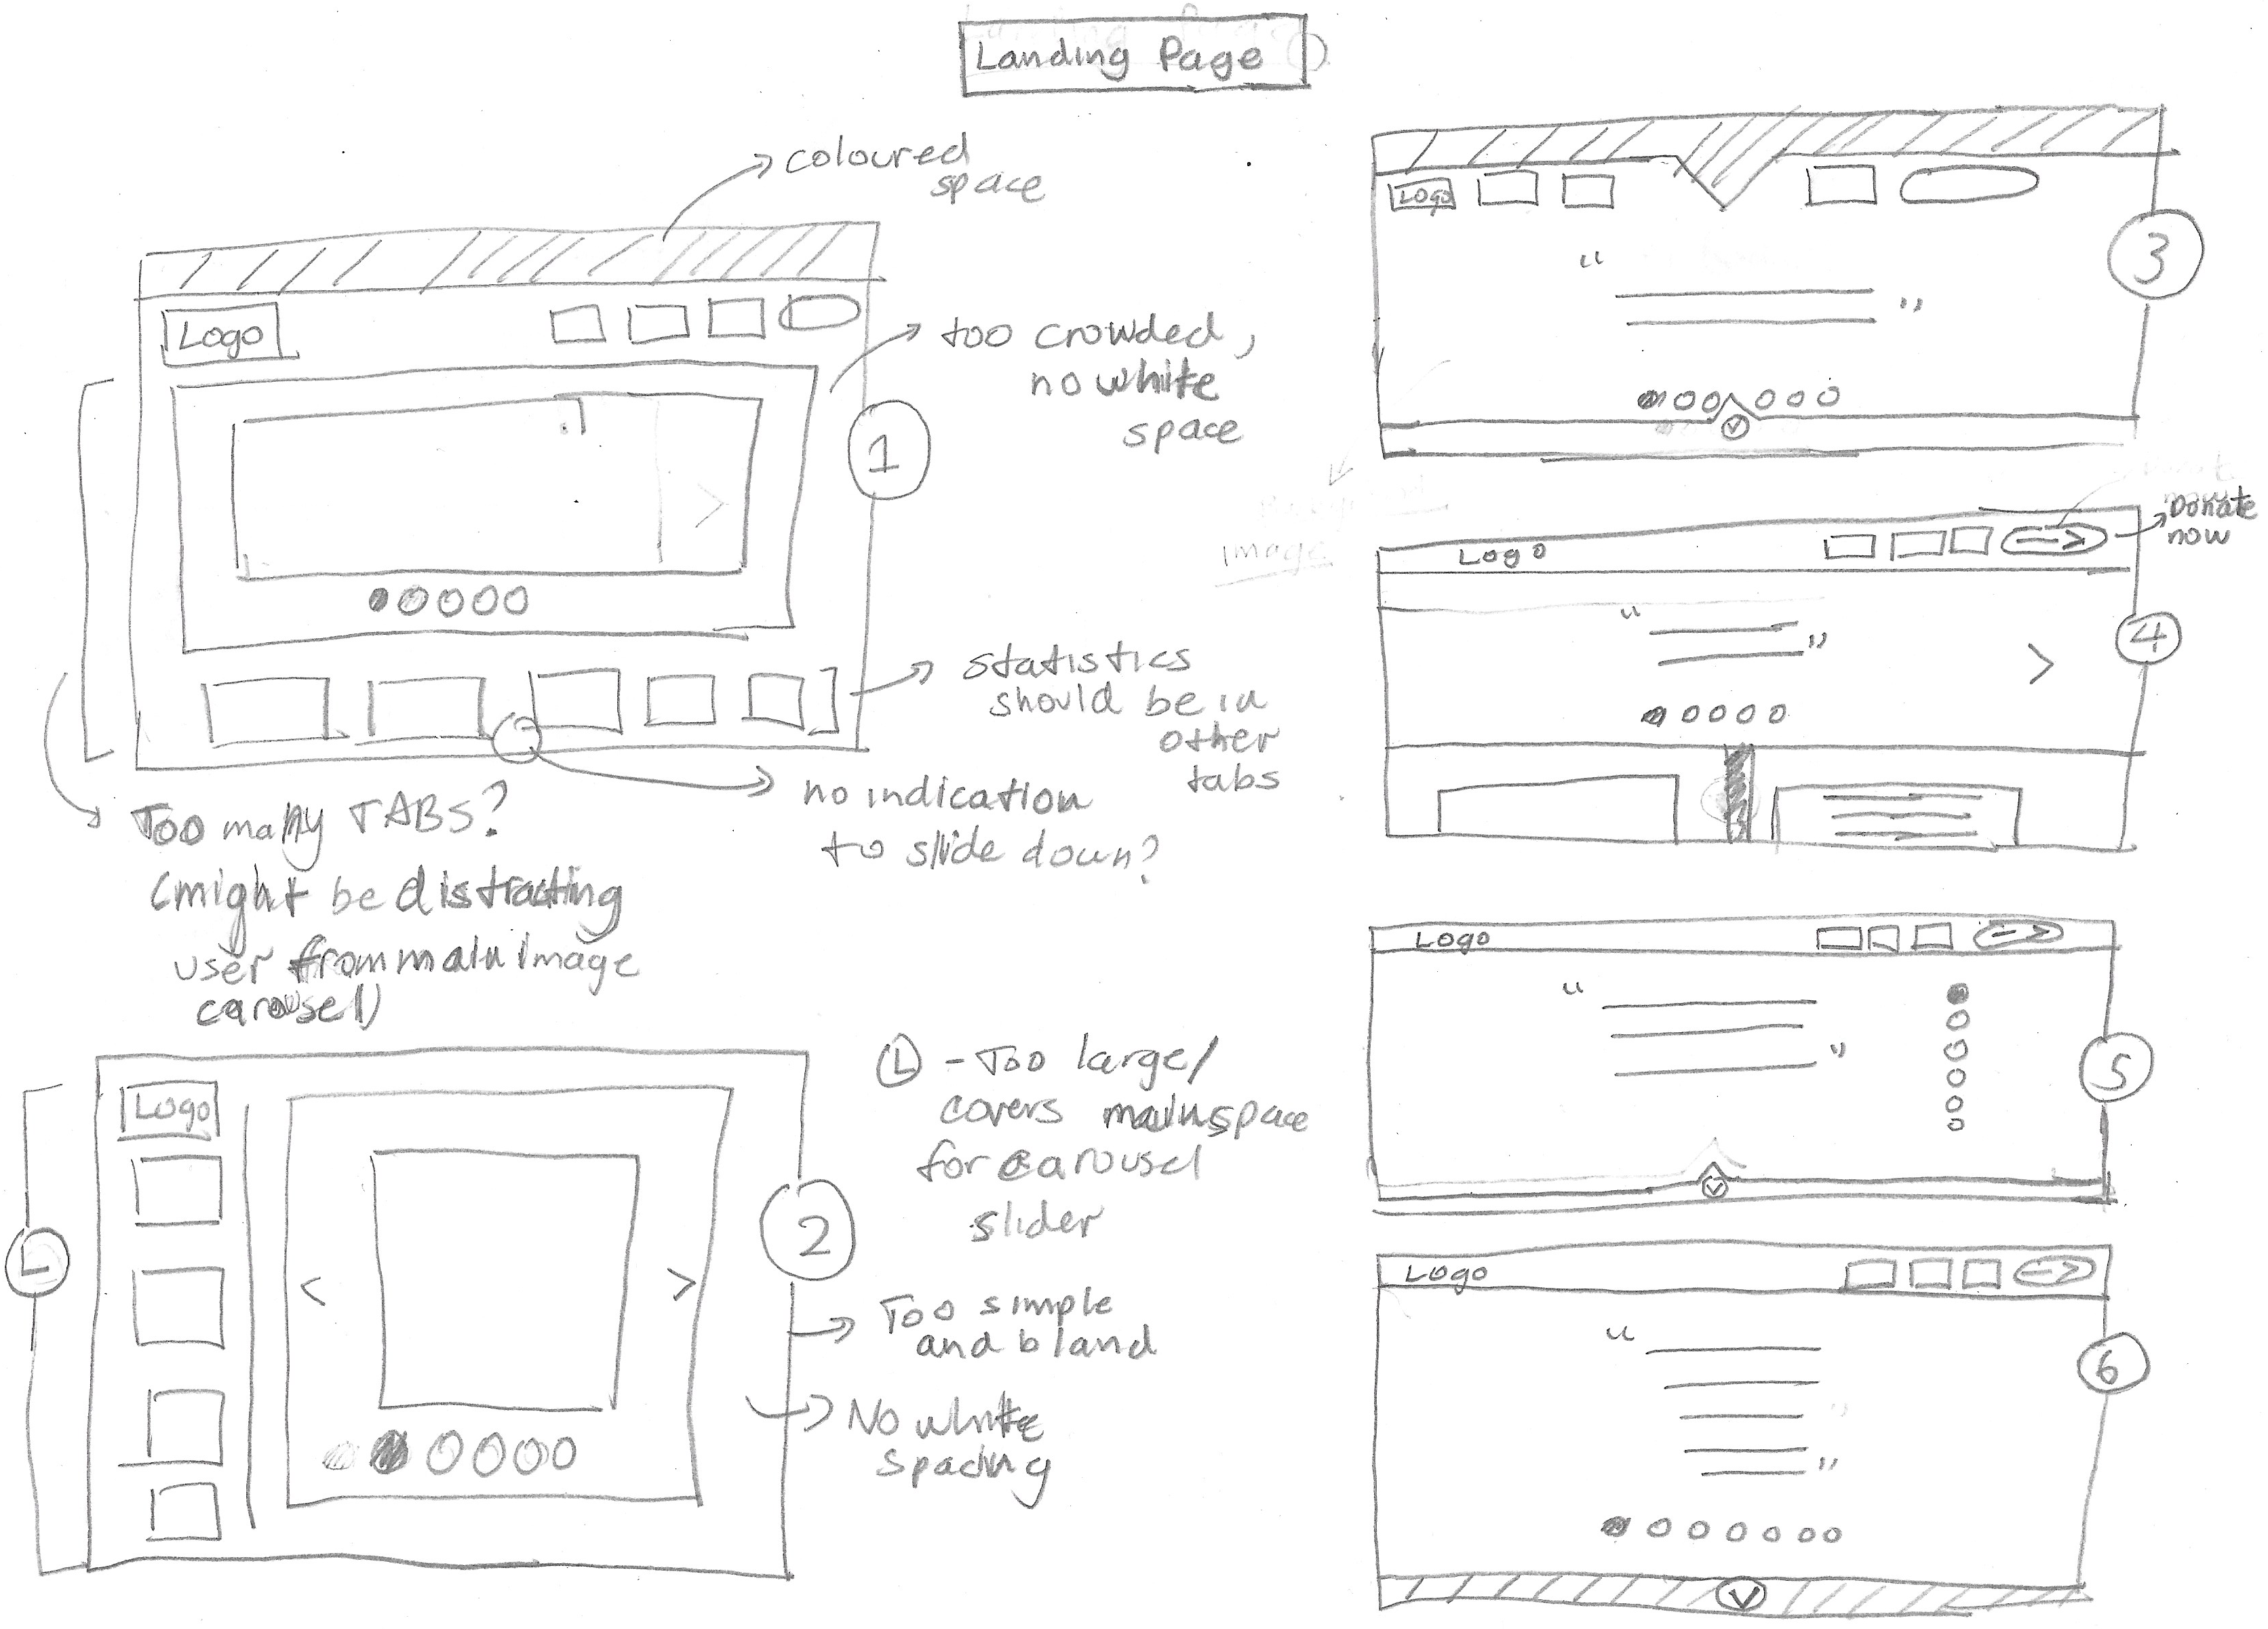 Landing Page
coloured
space
Logo
too crowded,
no white
space
1
statistics
should be in
other
tabs
no indication
to slide down?
Too many TABS?
(might be distracting
user from main image
carousel)
Logo
L
2
L - Too large/
covers main space
for carousel
slider
Too simple
and bland
No white
spacing
Logo
“
”
3
image
Logo
Donate
now
“
”
4
Logo
“
”
5
Logo
“
”
6